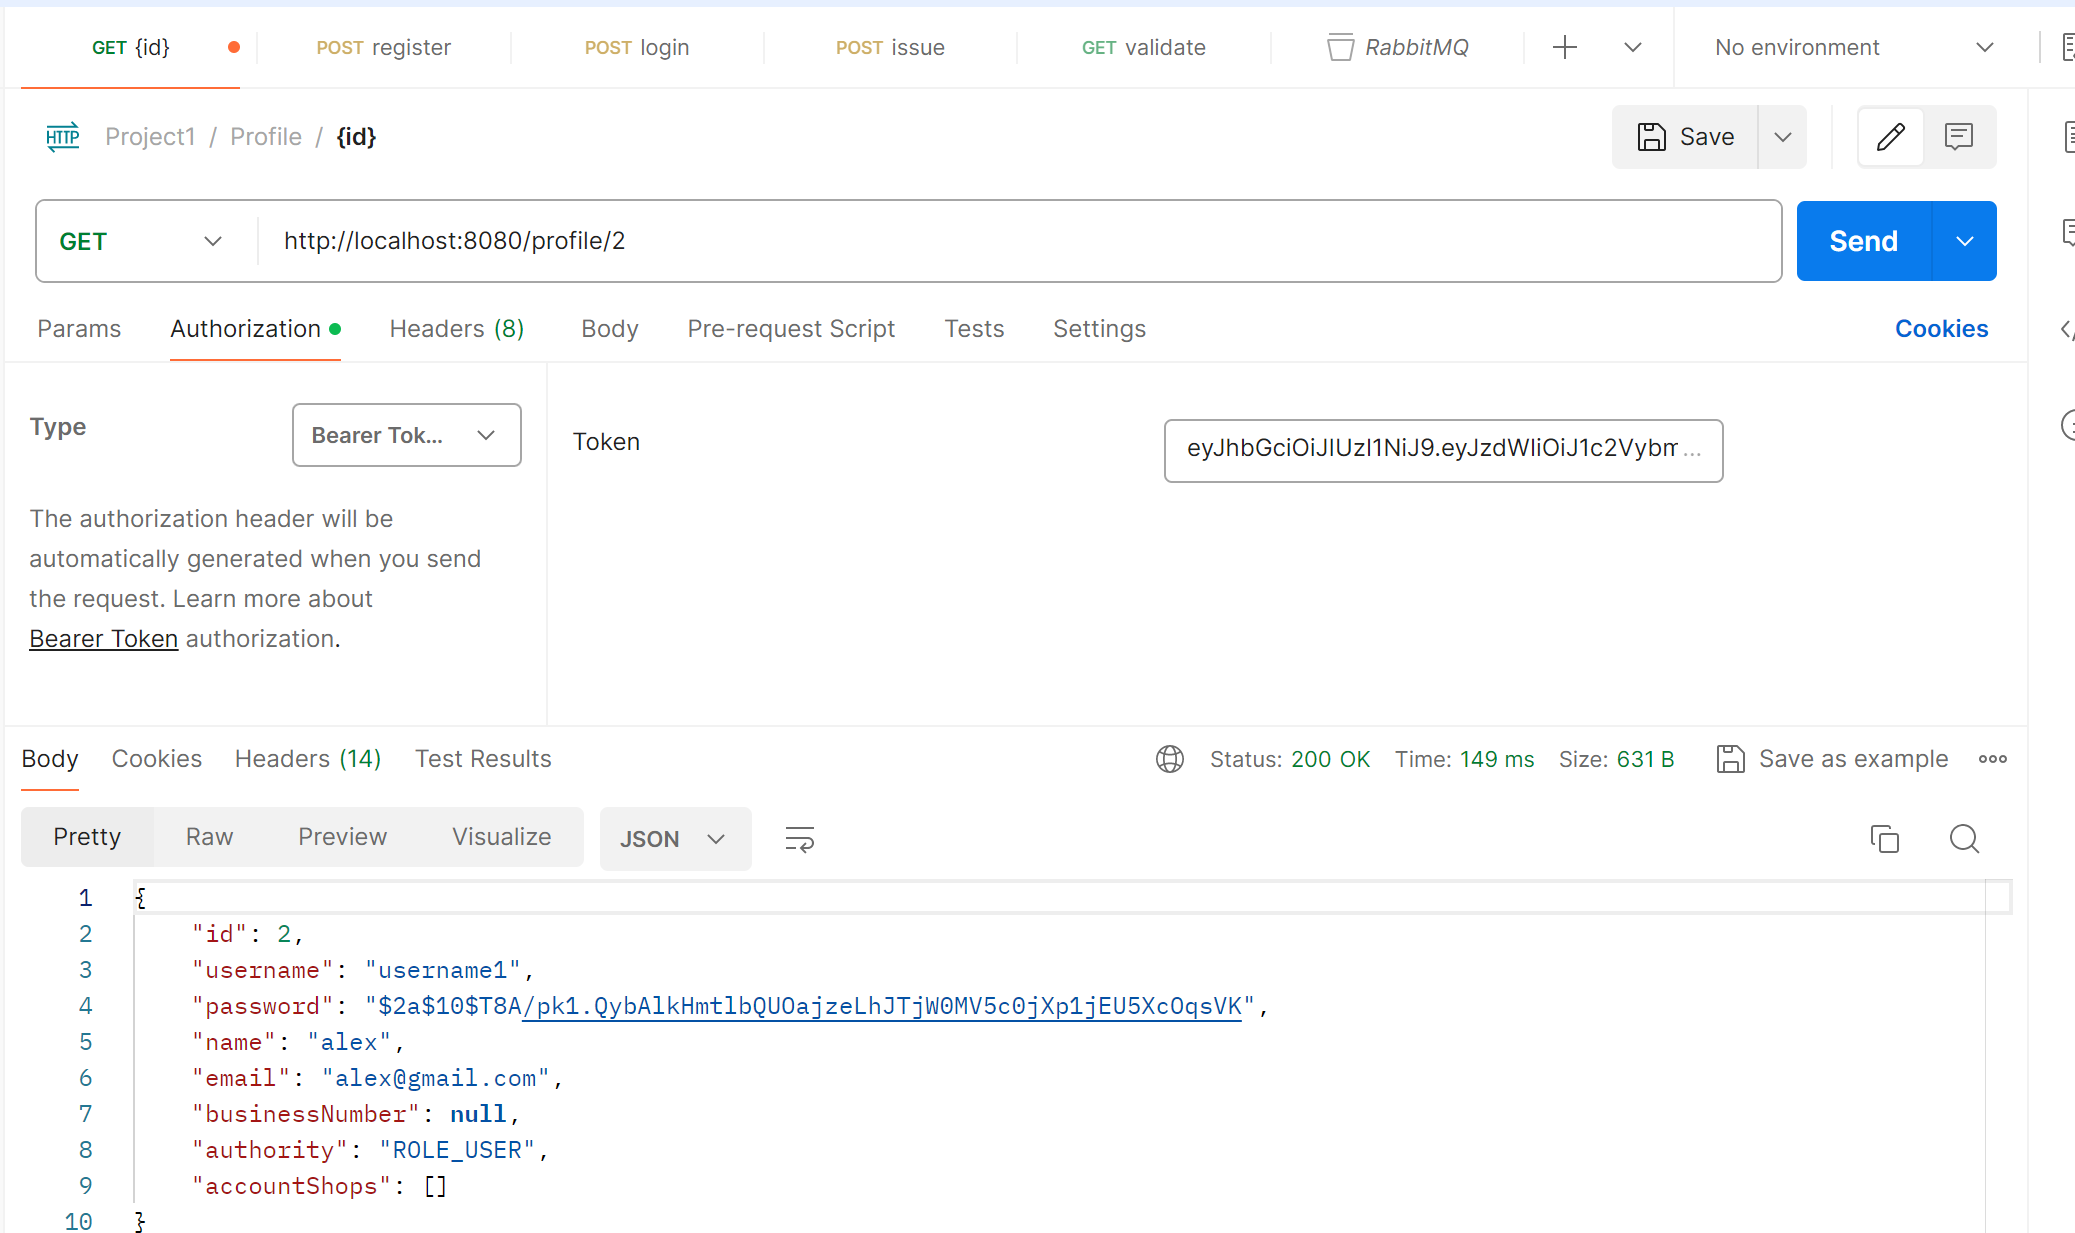 GET {id}
POST register
POST login
POST issue
GET validate
RabbitMQ
No environment
HTTP Project1 / Profile / {id}
Save
GET
http://localhost:8080/profile/2
Send
Params
Authorization
Headers (8)
Body
Pre-request Script
Tests
Settings
Cookies
Type
Bearer Tok...
The authorization header will be
automatically generated when you send
the request. Learn more about
Bearer Token authorization.
Token
eyJhbGciOiJIUzI1NiJ9.eyJzdWIiOiJ1c2Vybm ...
Body
Cookies
Headers (14)
Test Results
Status: 200 OK
Time: 149 ms
Size: 631 B
Save as example
Pretty
Raw
Preview
Visualize
JSON
1 {
2 "id": 2,
3 "username": "username1",
4 "password": "$2a$10$T8A/pk1.QybAlkHmtlbQUOajzeLhJTjW0MV5c0jXp1jEU5XcOqsVK",
5 "name": "alex",
6 "email": "alex@gmail.com",
7 "businessNumber": null,
8 "authority": "ROLE_USER",
9 "accountShops": []
10 }